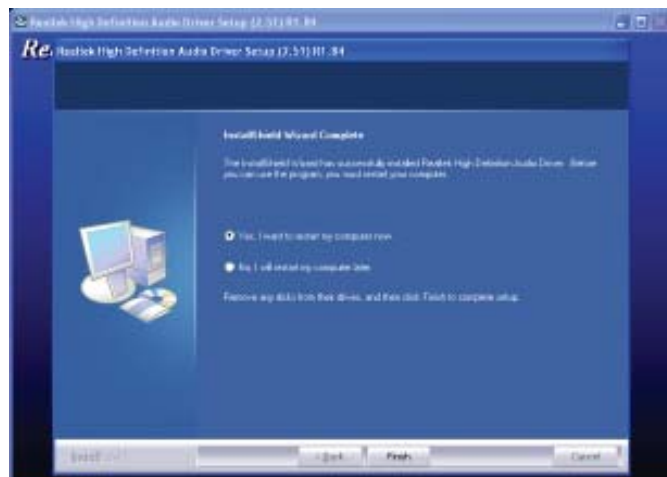 Realtek High Definition Audio Driver Setup (2.51) R1.84
Re
Realtek High Definition Audio Driver Setup (2.51) R1.84
InstallShield Wizard Complete
The InstallShield Wizard has successfully installed Realtek High Definition Audio Driver. Before
you can use the program, you must restart your computer.
Yes, I want to restart my computer now.
No, I will restart my computer later.
Remove any disks from their drives, and then click Finish to complete setup.
InstallShield
< Back
Finish
Cancel